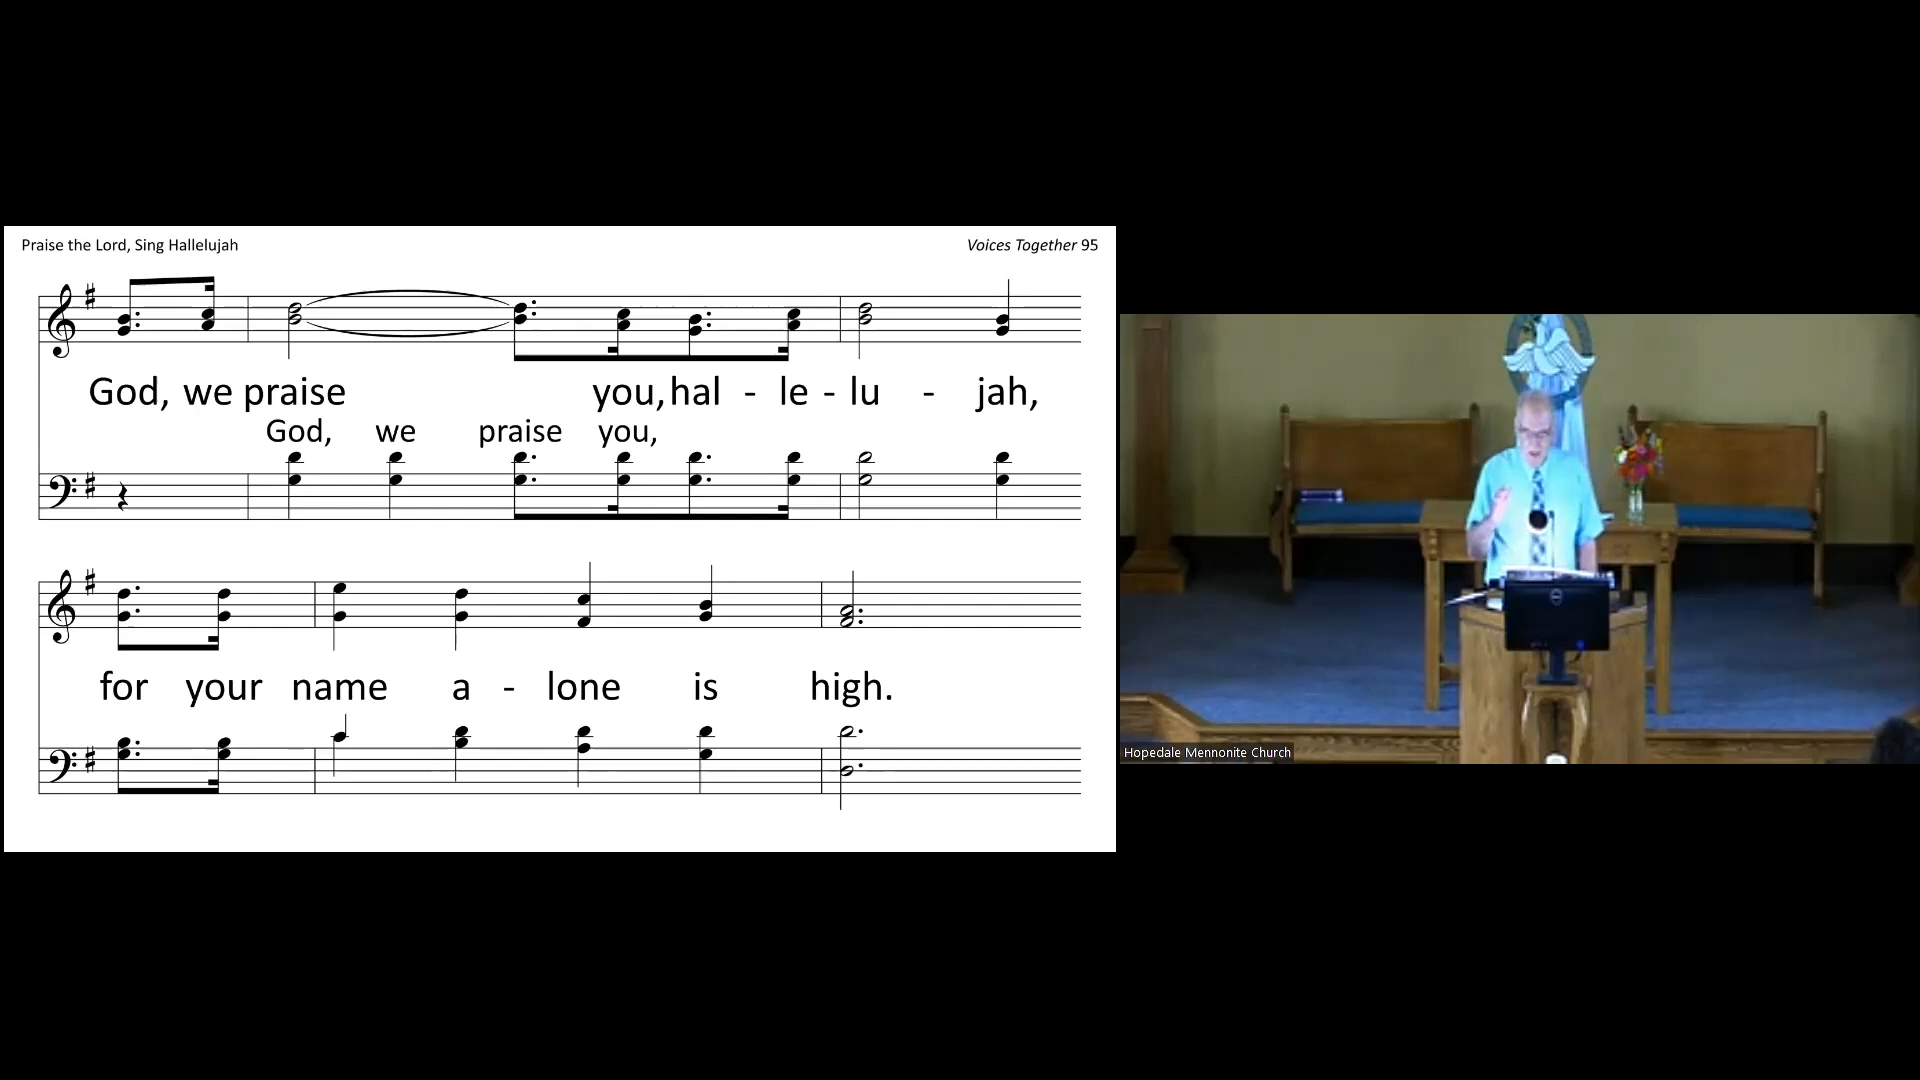 Praise the Lord, Sing Hallelujah
Voices Together 95
God, we praise you, hal - le - lu - jah,
God, we praise you,
for your name a - lone is high.
Hopedale Mennonite Church